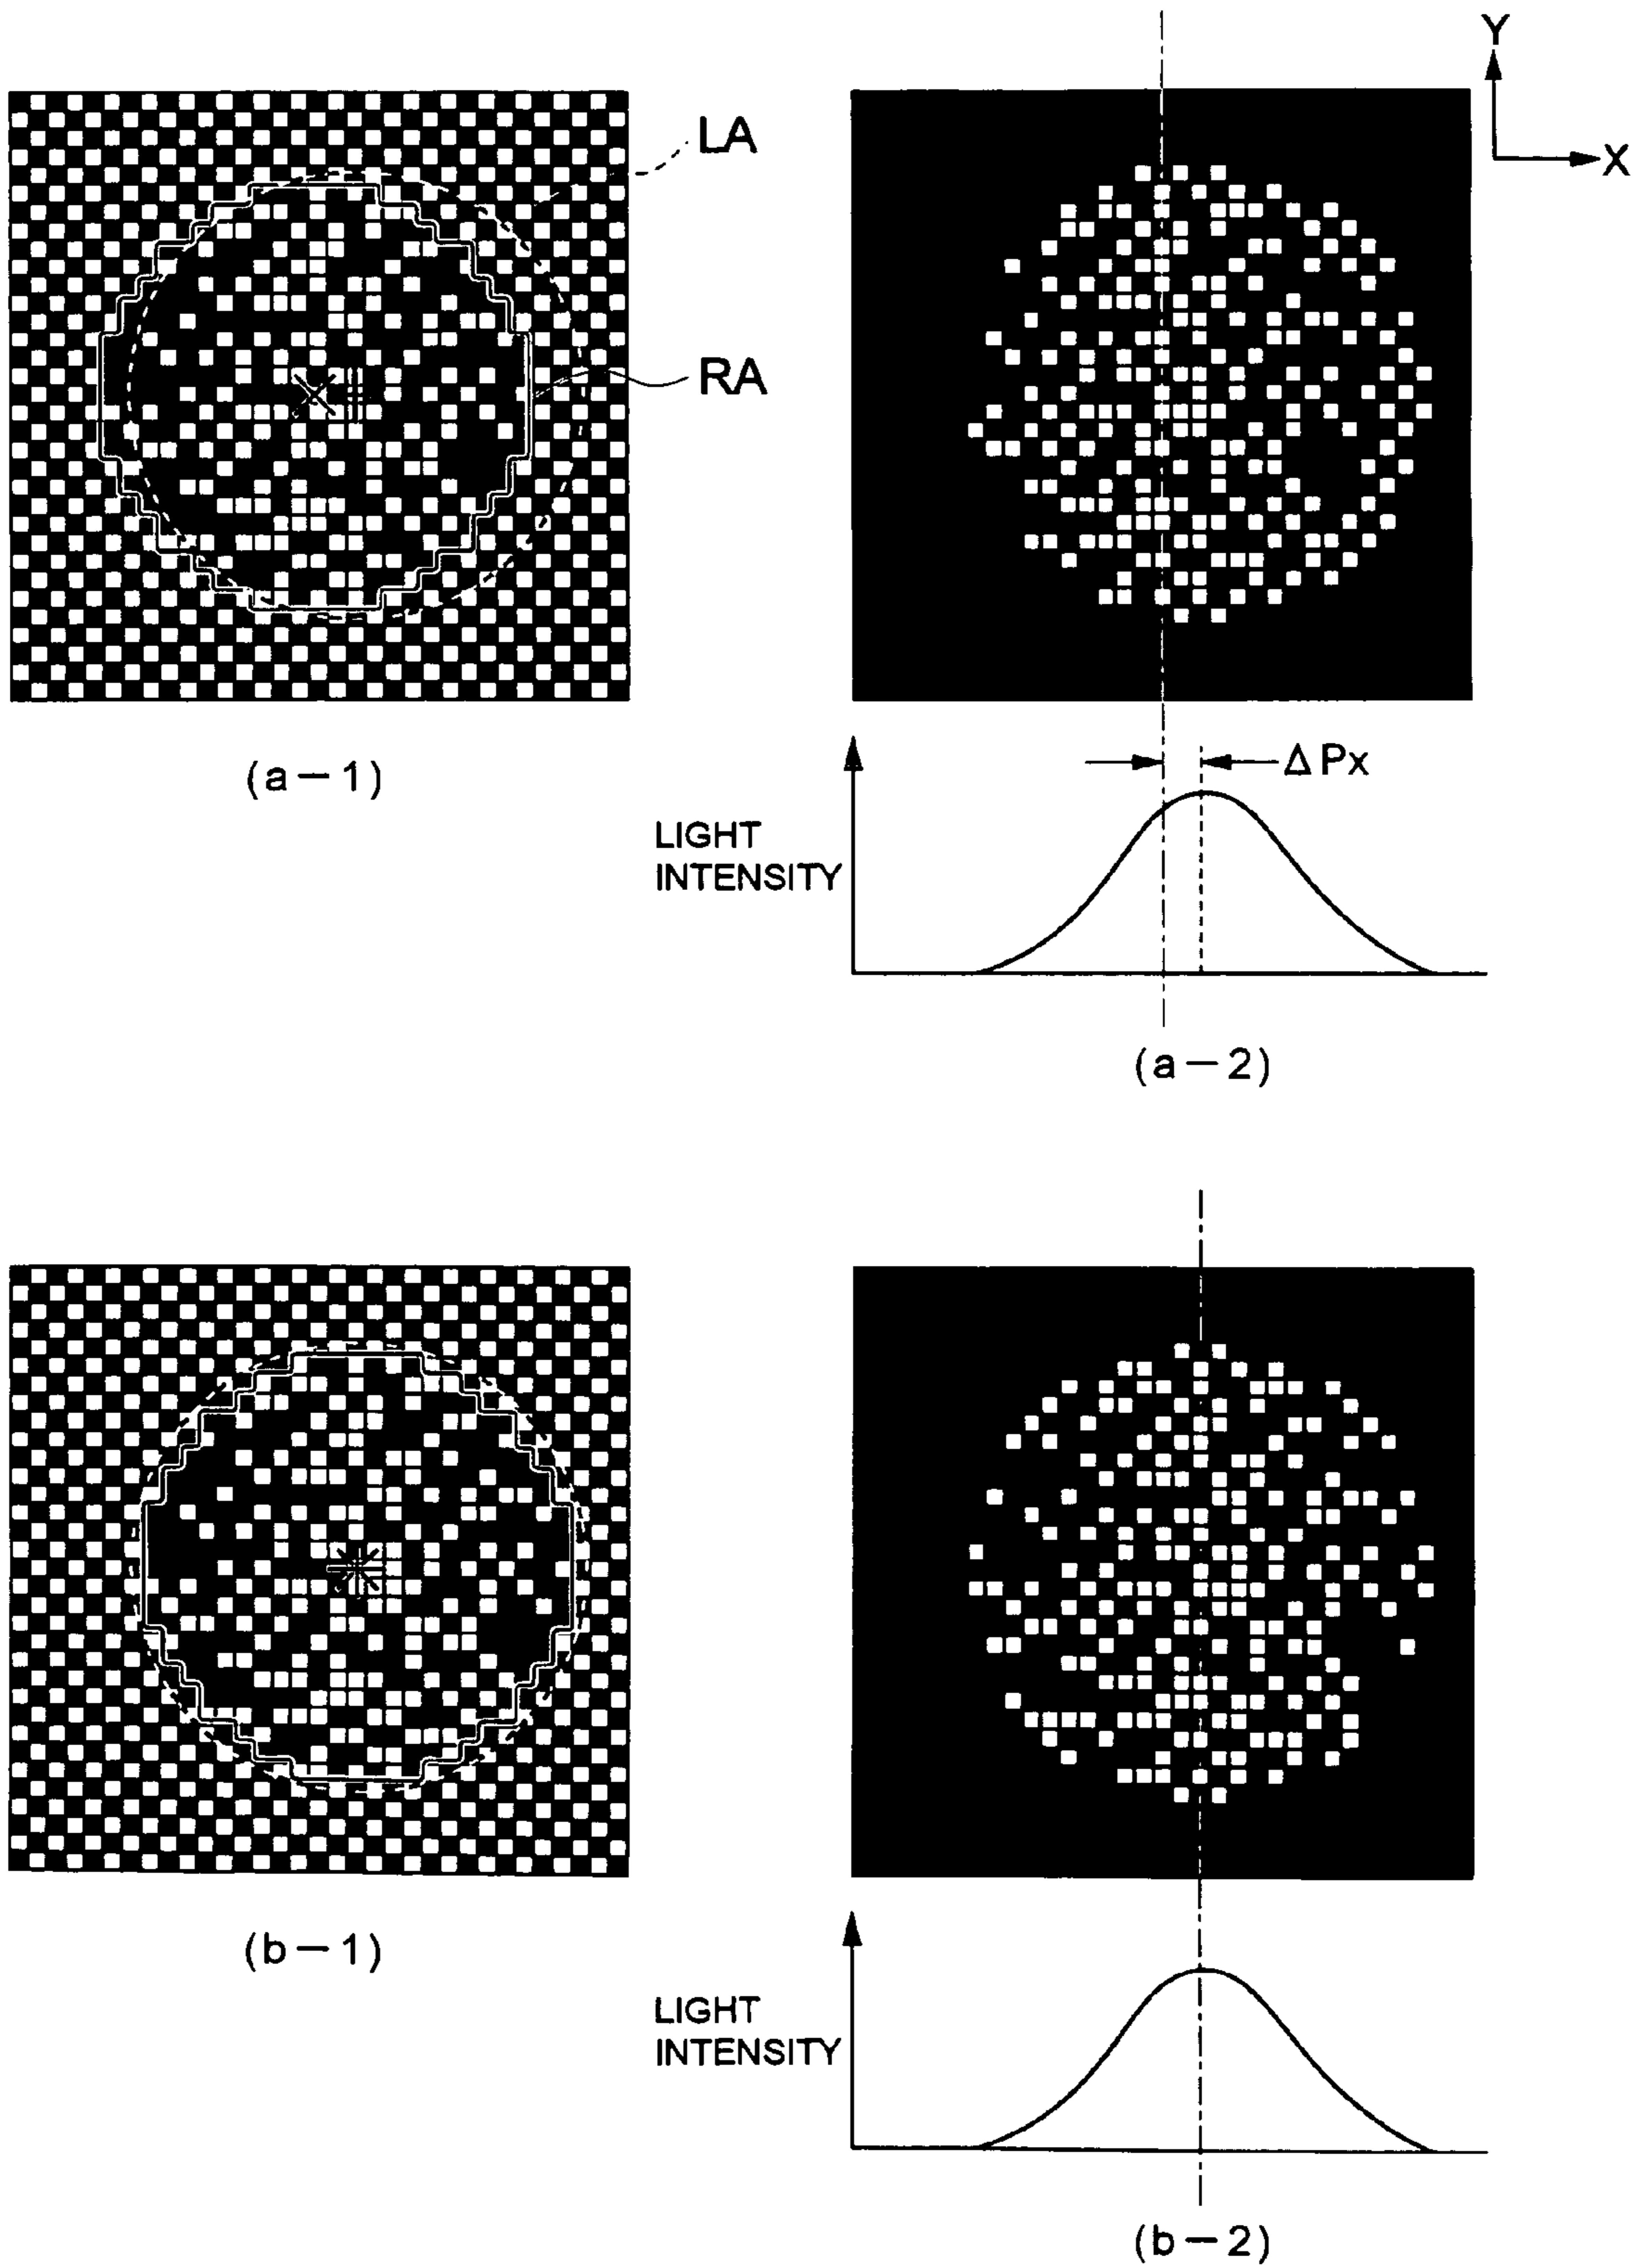 Y
X
LA
RA
(a-1)
ΔPx
LIGHT
INTENSITY
(a-2)
(b-1)
LIGHT
INTENSITY
(b-2)